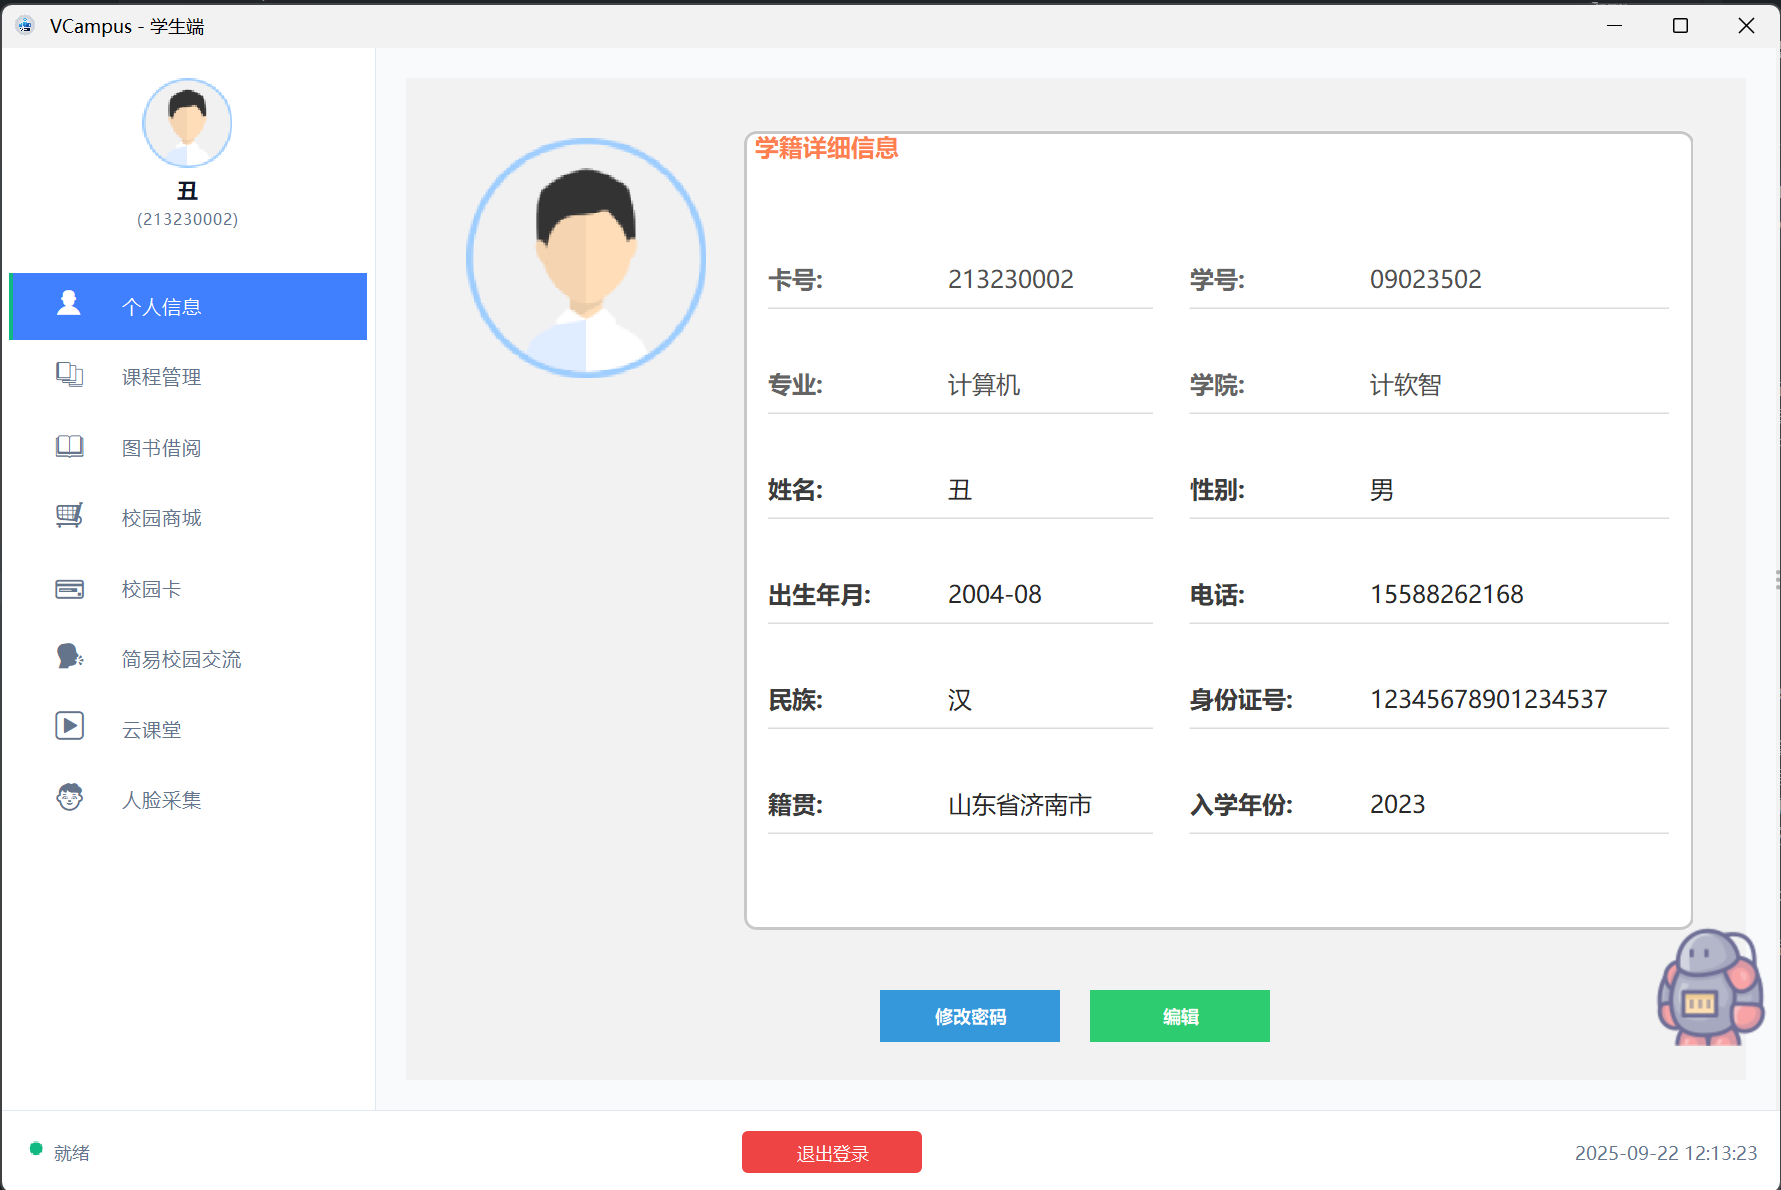 VCampus - 学生端
丑
(213230002)
个人信息
课程管理
图书借阅
校园商城
校园卡
简易校园交流
云课堂
人脸采集
学籍详细信息
卡号: 213230002 学号: 09023502
专业: 计算机 学院: 计软智
姓名: 丑 性别: 男
出生年月: 2004-08 电话: 15588262168
民族: 汉 身份证号: 12345678901234537
籍贯: 山东省济南市 入学年份: 2023
修改密码 编辑
就绪 退出登录 2025-09-22 12:13:23